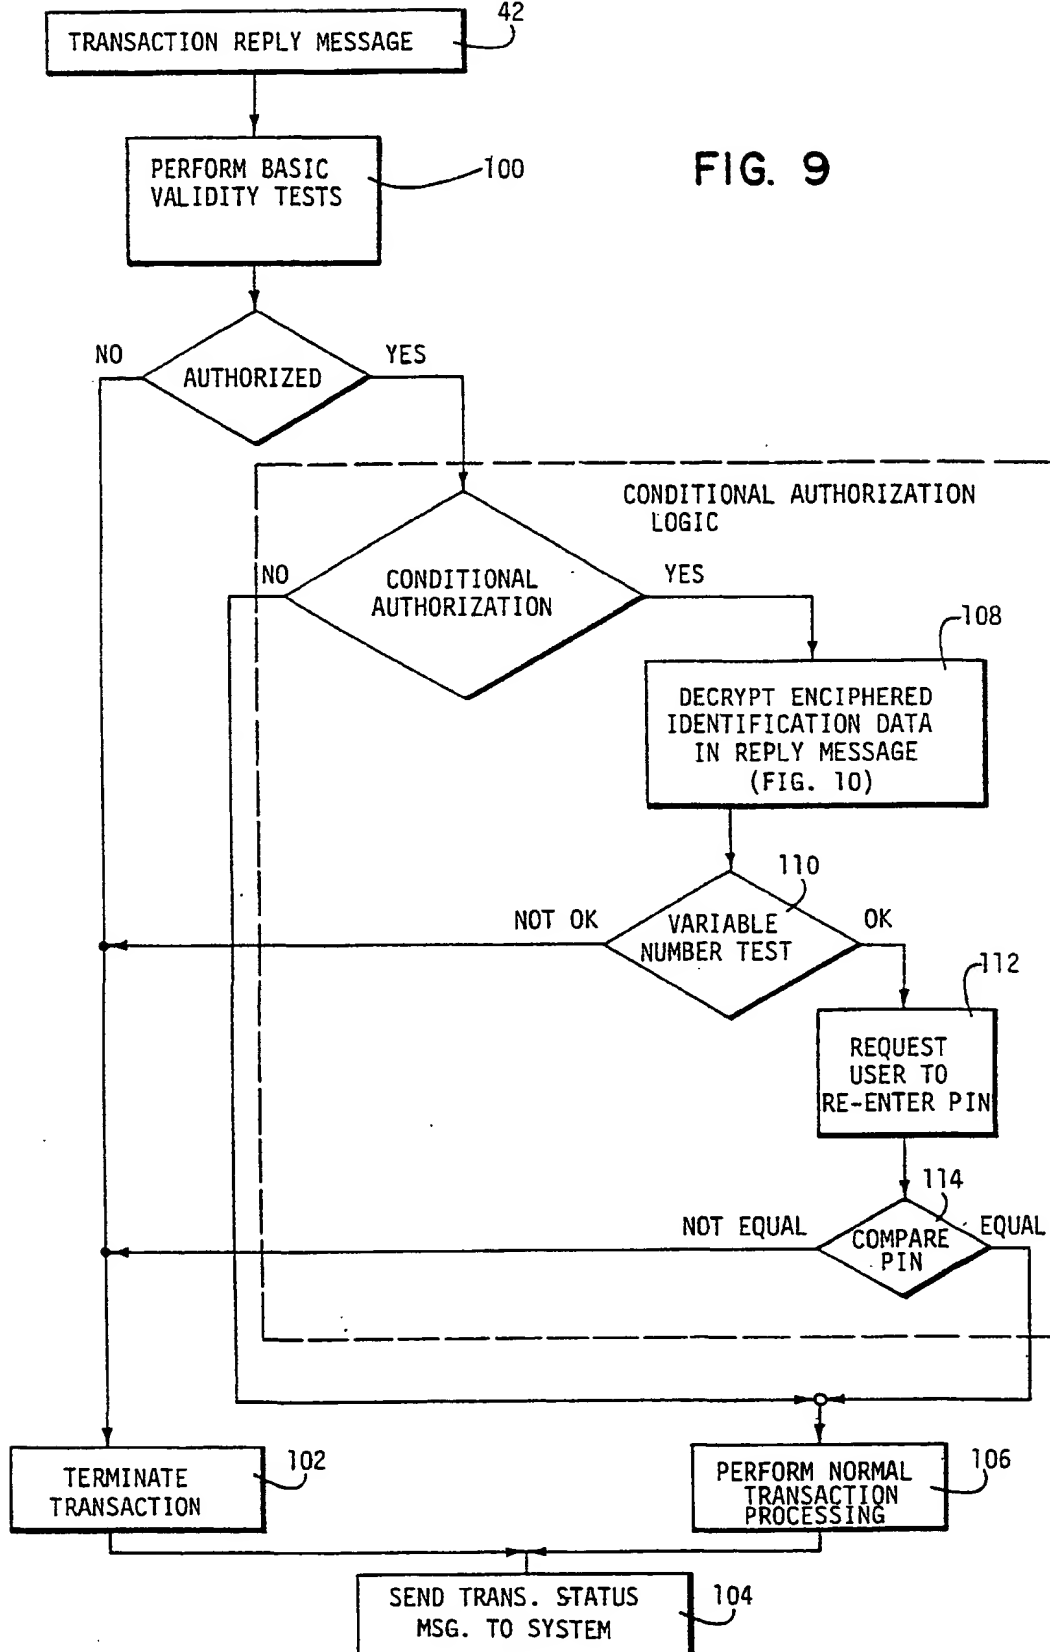 42
TRANSACTION REPLY MESSAGE
PERFORM BASIC
VALIDITY TESTS
100
FIG. 9
NO
YES
AUTHORIZED
CONDITIONAL AUTHORIZATION
LOGIC
NO
CONDITIONAL
AUTHORIZATION
YES
108
DECRYPT ENCIPHERED
IDENTIFICATION DATA
IN REPLY MESSAGE
(FIG. 10)
110
NOT OK
VARIABLE
NUMBER TEST
OK
112
REQUEST
USER TO
RE-ENTER PIN
114
NOT EQUAL
COMPARE
PIN
EQUAL
TERMINATE
TRANSACTION
102
PERFORM NORMAL
TRANSACTION
PROCESSING
106
SEND TRANS. STATUS
MSG. TO SYSTEM
104